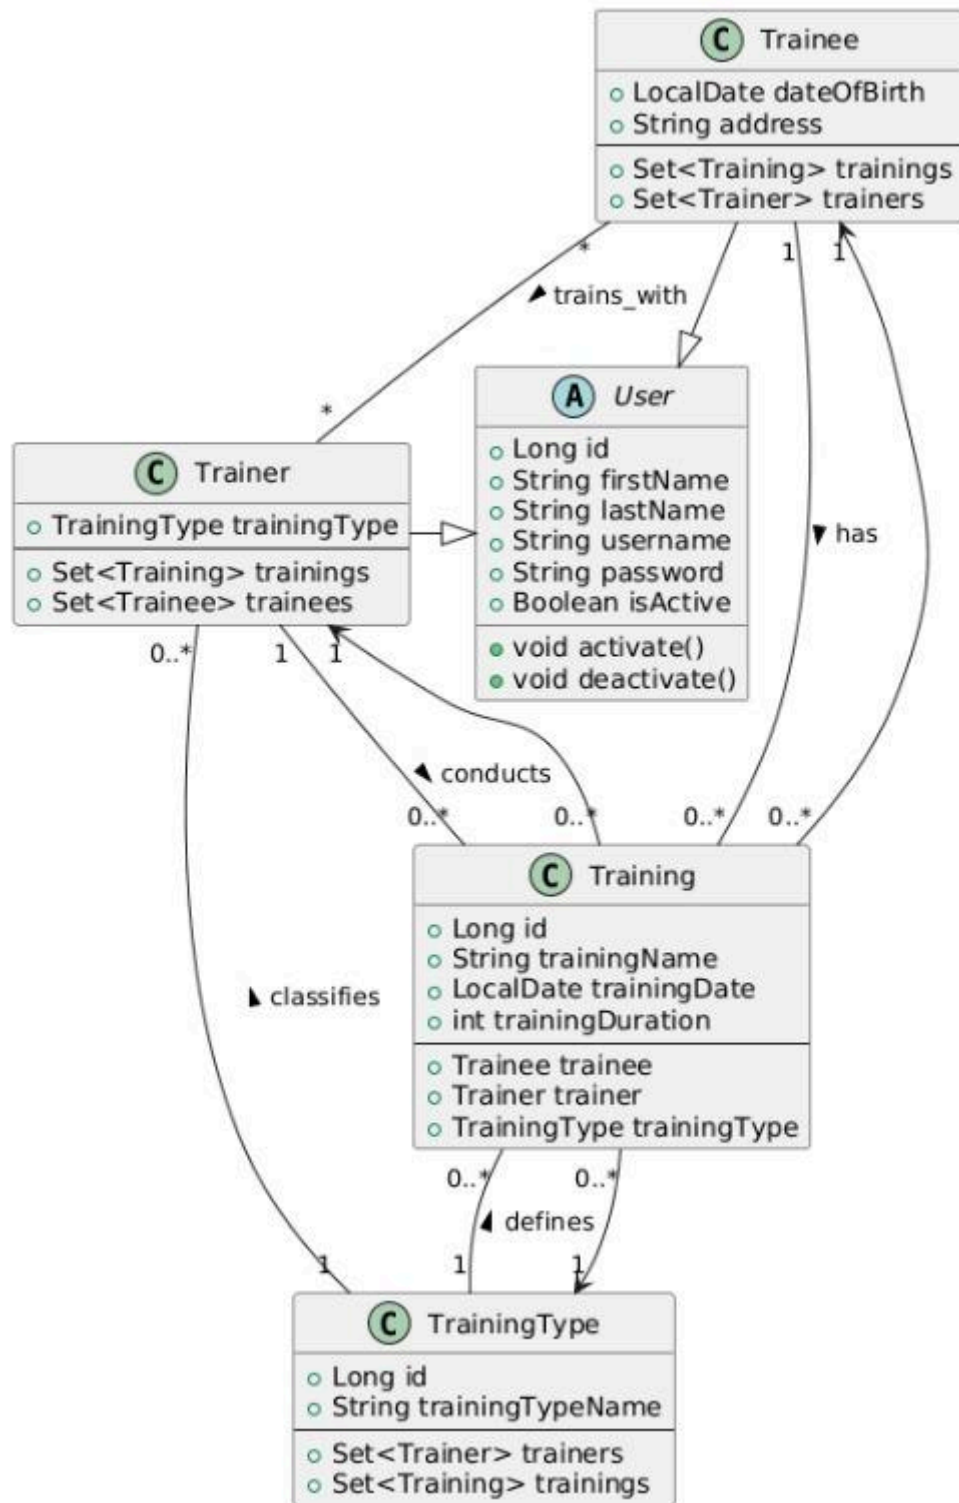 C Trainee
LocalDate dateOfBirth
String address
Set<Training> trainings
Set<Trainer> trainers
* 1 1
trains_with
A User
Long id
String firstName
String lastName
String username
String password
Boolean isActive
void activate()
void deactivate()
*
C Trainer
TrainingType trainingType
Set<Training> trainings
Set<Trainee> trainees
has
0..* 1 1
conducts
0..* 0..* 0..* 0..*
C Training
Long id
String trainingName
LocalDate trainingDate
int trainingDuration
Trainee trainee
Trainer trainer
TrainingType trainingType
classifies
0..* 0..*
defines
1 1 1
C TrainingType
Long id
String trainingTypeName
Set<Trainer> trainers
Set<Training> trainings